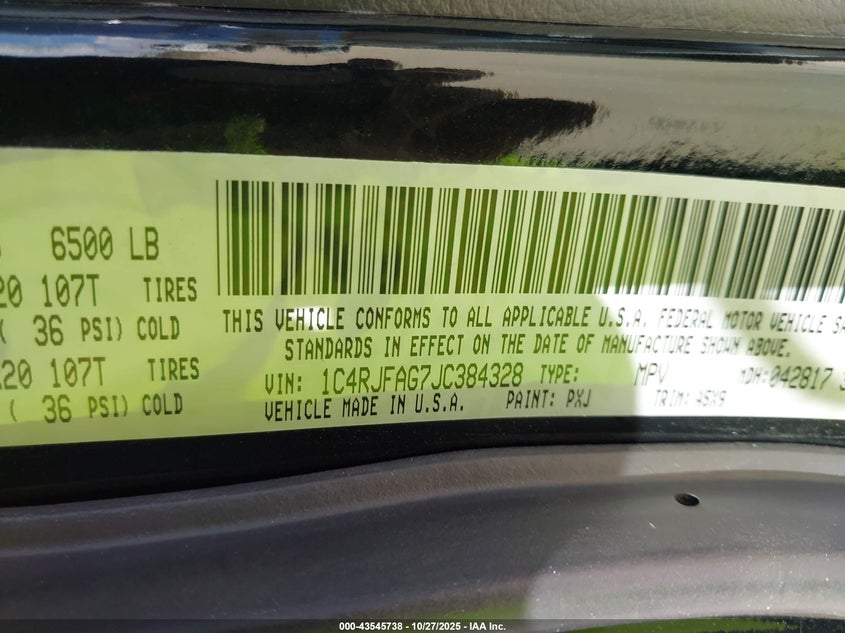 6500 LB
20 107T TIRES
( 36 PSI) COLD
20 107T TIRES
( 36 PSI) COLD
THIS VEHICLE CONFORMS TO ALL APPLICABLE U.S.A. FEDERAL MOTOR VEHICLE SA
STANDARDS IN EFFECT ON THE DATE OF MANUFACTURE SHOWN ABOVE.
VIN: 1C4RJFAG7JC384328 TYPE: MPV MDH: 042817
VEHICLE MADE IN U.S.A. PAINT: PXJ TRIM: A5X9
000-43545738 - 10/27/2025 - IAA Inc.